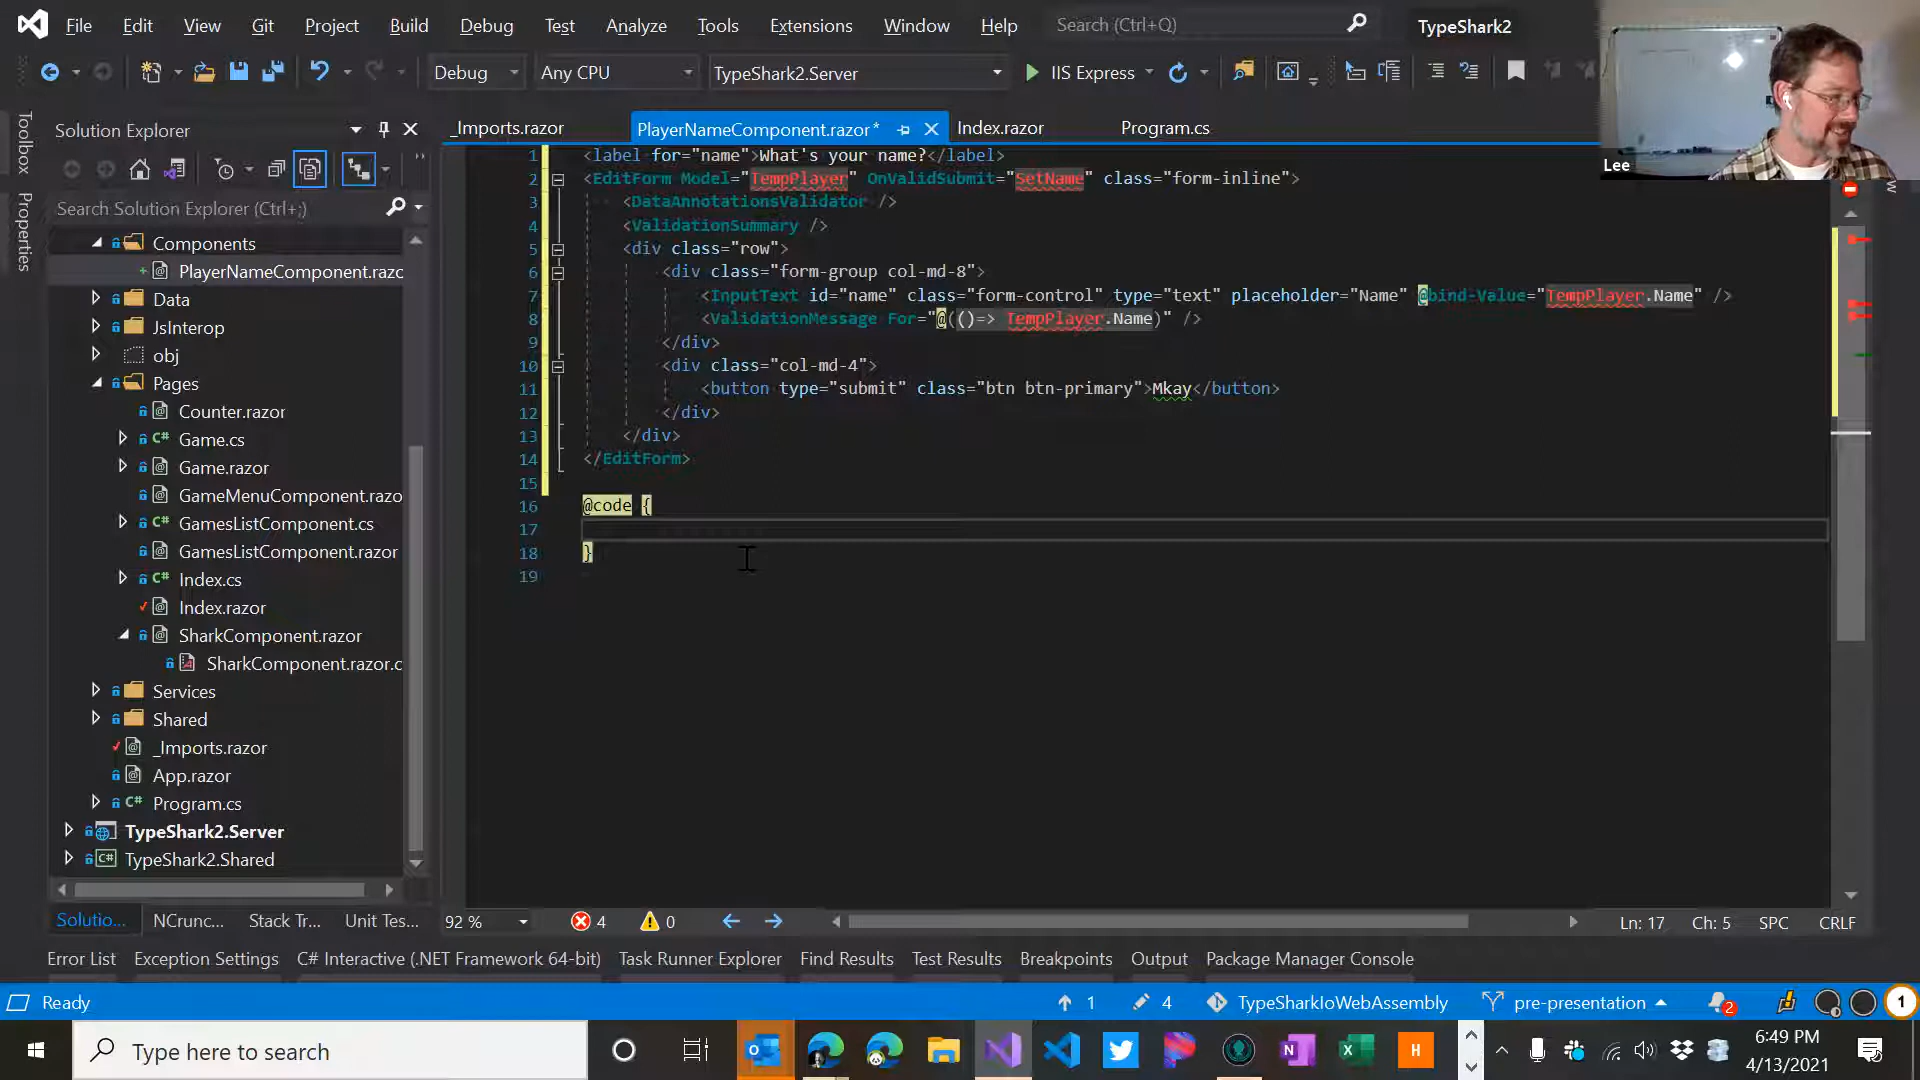 File Edit View Git Project Build Debug Test Analyze Tools Extensions Window Help Search (Ctrl+Q) TypeShark2
Debug Any CPU TypeShark2.Server IIS Express
Lee
Toolbox
Properties
Solution Explorer
Search Solution Explorer (Ctrl+;)
Components
PlayerNameComponent.razo
Data
JsInterop
obj
Pages
Counter.razor
Game.cs
Game.razor
GameMenuComponent.razo
GamesListComponent.cs
GamesListComponent.razor
Index.cs
Index.razor
SharkComponent.razor
SharkComponent.razor.c
Services
Shared
_Imports.razor
App.razor
Program.cs
TypeShark2.Server
TypeShark2.Shared
Solutio... NCrunc... Stack Tr... Unit Tes...
_Imports.razor PlayerNameComponent.razor* Index.razor Program.cs
1 <label for="name">What's your name?</label>
2 <EditForm Model="TempPlayer" OnValidSubmit="SetName" class="form-inline">
3 <DataAnnotationsValidator />
4 <ValidationSummary />
5 <div class="row">
6 <div class="form-group col-md-8">
7 <InputText id="name" class="form-control" type="text" placeholder="Name" @bind-Value="TempPlayer.Name" />
8 <ValidationMessage For="@(()=> TempPlayer.Name)" />
9 </div>
10 <div class="col-md-4">
11 <button type="submit" class="btn btn-primary">Mkay</button>
12 </div>
13 </div>
14 </EditForm>
15
16 @code {
17
18 }
19
92 % 4 0 Ln: 17 Ch: 5 SPC CRLF
Error List Exception Settings C# Interactive (.NET Framework 64-bit) Task Runner Explorer Find Results Test Results Breakpoints Output Package Manager Console
Ready 1 4 TypeSharkIoWebAssembly pre-presentation 2 1
Type here to search
6:49 PM
4/13/2021